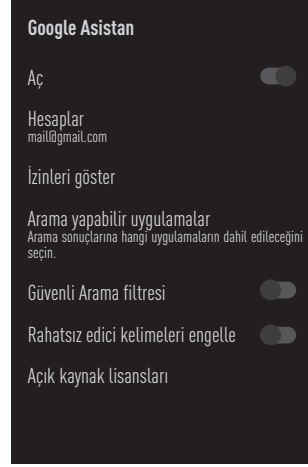 Google Asistan
Aç
Hesaplar
mail@gmail.com
İzinleri göster
Arama yapabilir uygulamalar
Arama sonuçlarına hangi uygulamaların dahil edileceğini
seçin.
Güvenli Arama filtresi
Rahatsız edici kelimeleri engelle
Açık kaynak lisansları